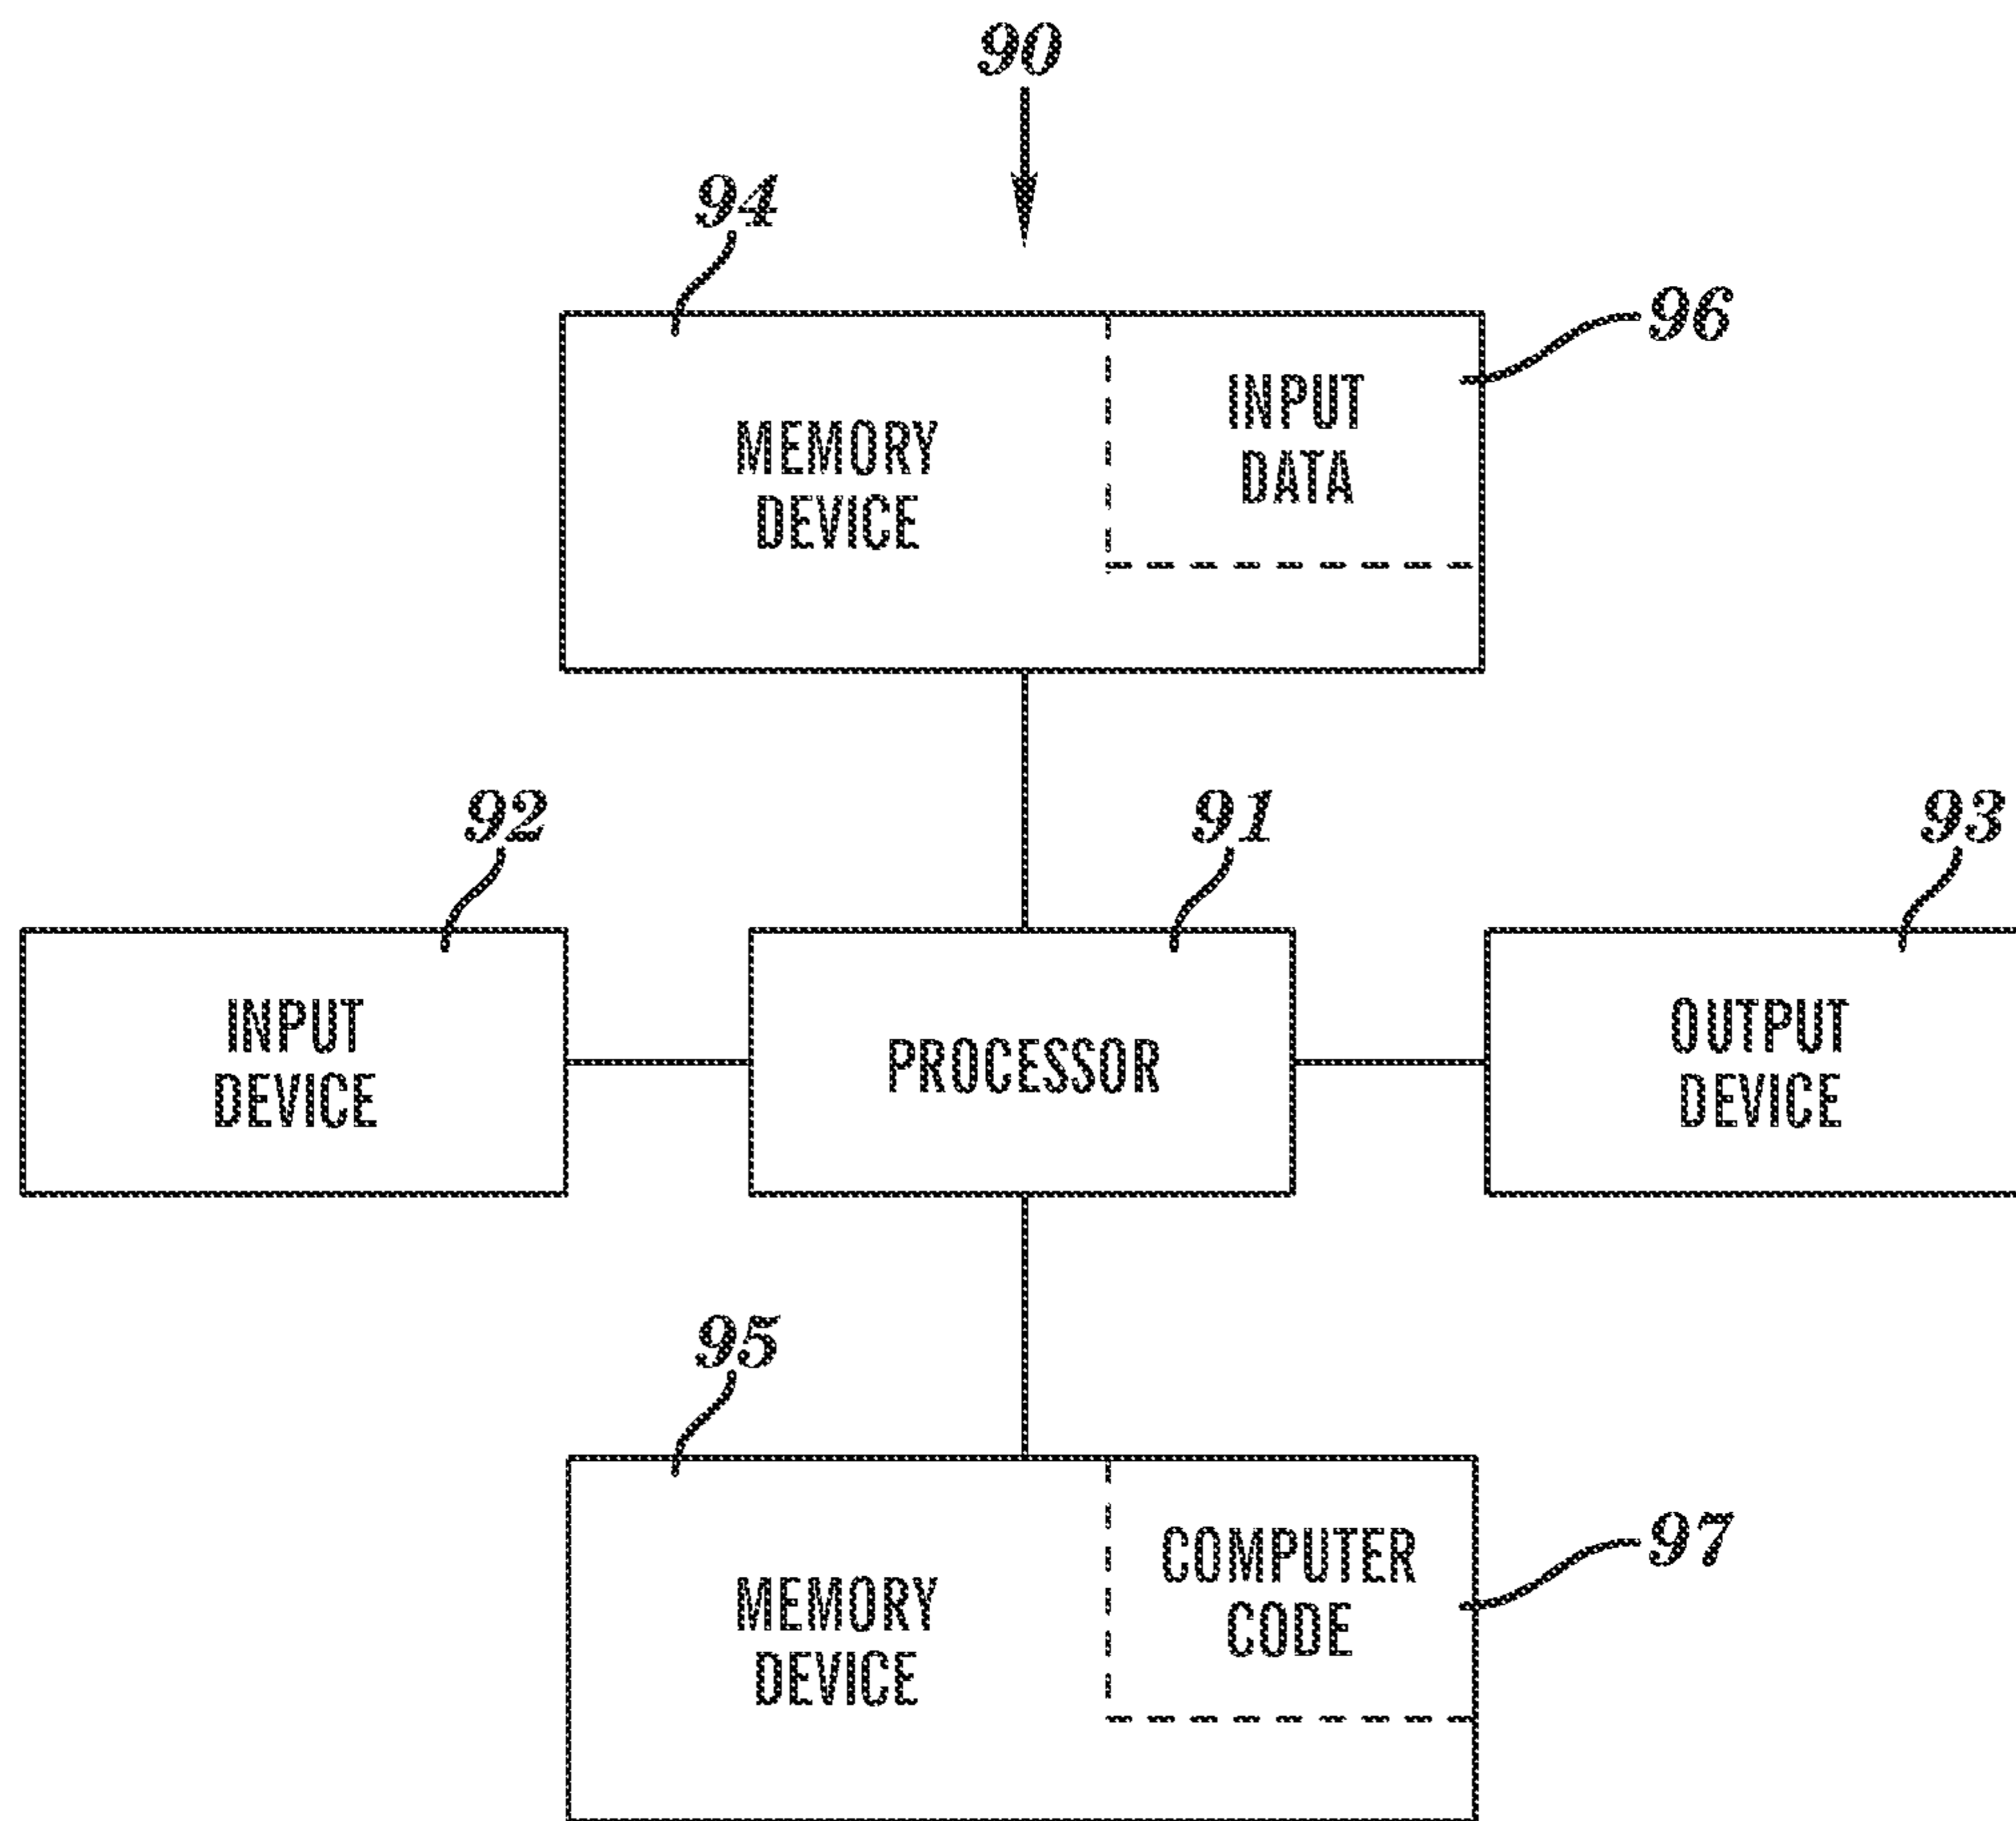 90
94
96
MEMORY
DEVICE
INPUT
DATA
92
91
93
INPUT
DEVICE
PROCESSOR
OUTPUT
DEVICE
95
97
MEMORY
DEVICE
COMPUTER
CODE